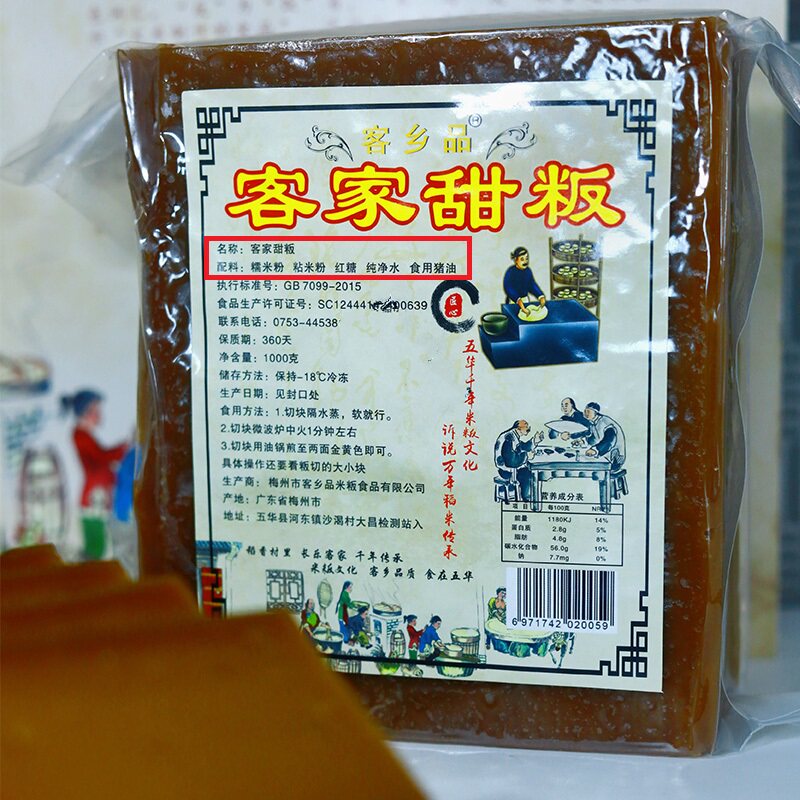 客乡品
客家甜粄
名称：客家甜粄
配料：糯米粉 粘米粉 红糖 纯净水 食用猪油
执行标准号：GB 7099-2015
食品生产许可证号：
联系电话：0753-44538
保质期：360天
净含量：1000克
储存方法：保持-18℃冷冻
生产日期：见封口处
食用方法：1.切块隔水蒸，软就行。
2.切块微波炉中火1分钟左右
3.切块用油锅煎至两面金黄色即可。
具体操作还要看粄切的大小块
生产商：梅州市客乡品米粄食品有限公司
产地：广东省梅州市
地址：五华县河东镇沙渴村大昌检测站入
匠心
五华千年米粄文化
诉说万年稻米传承
营养成分表
项目 每100克
能量 1180KJ 14%
蛋白质 2.8g 5%
脂肪 4.8g 8%
碳水化合物 56.0g 19%
钠 7.7mg 0%
6 971742 020059
稻香村里 长乐客家 千年传承
米粄文化 客乡品质 食在五华